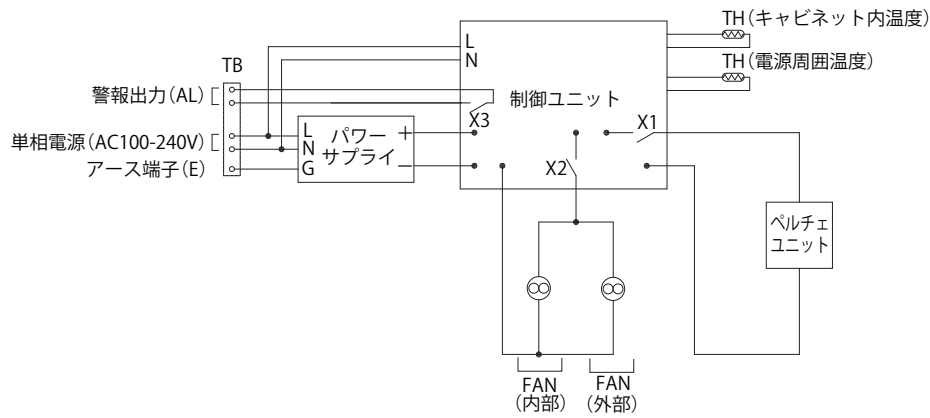 TH(キャビネット内温度)
L
N
TB
TH(電源周囲温度)
警報出力(AL)
制御ユニット
X3
X1
単相電源(AC100-240V)
L
N
G
パワー
サプライ
+
−
アース端子(E)
X2
ペルチェ
ユニット
FAN
(内部)
FAN
(外部)